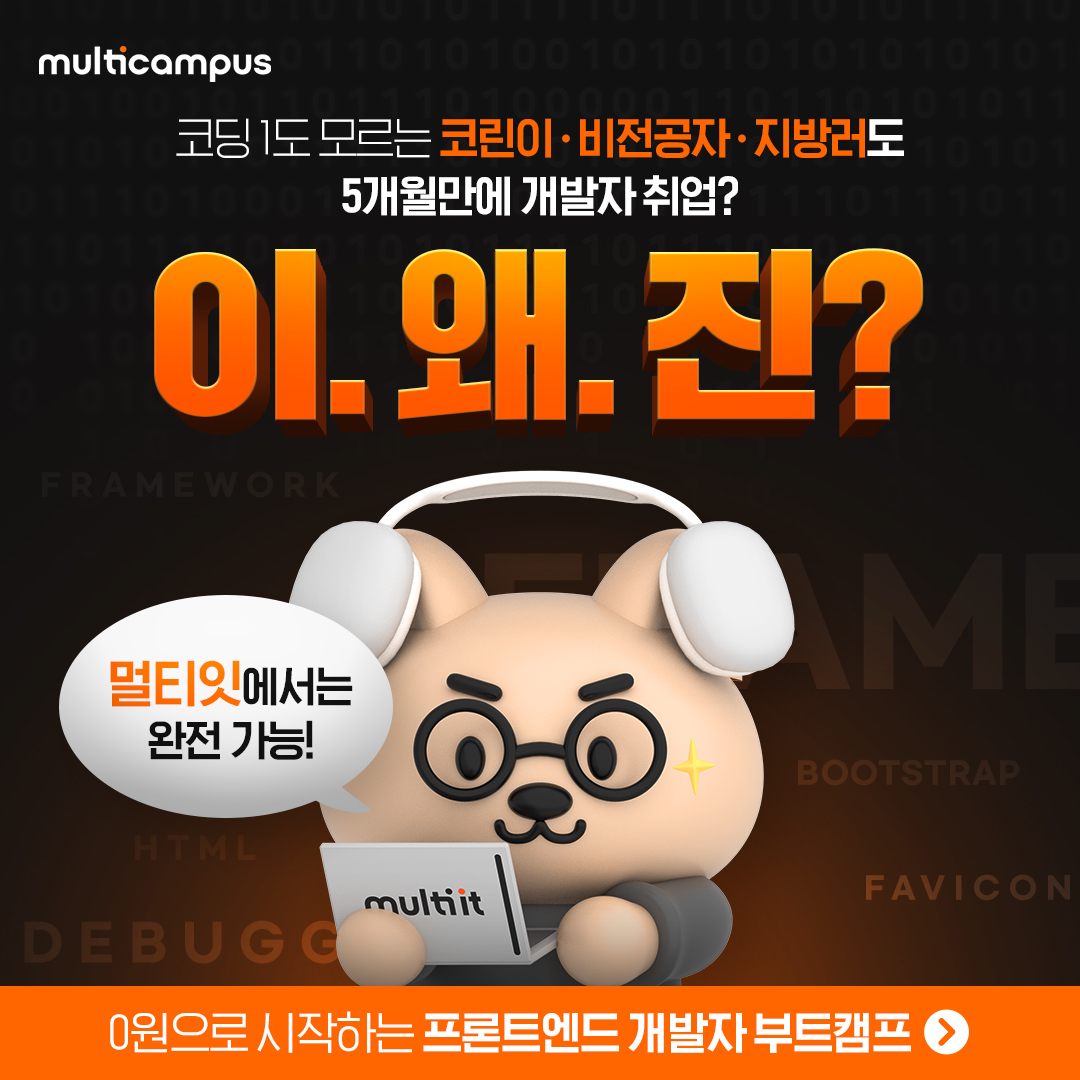 multicampus
코딩 1도 모르는 코린이·비전공자·지방러도
5개월만에 개발자 취업?
이.왜.진?
FRAMEWORK
FRAME
멀티잇에서는
완전 가능!
BOOTSTRAP
HTML
FAVICON
multiit
DEBUGG
0원으로 시작하는 프론트엔드 개발자 부트캠프